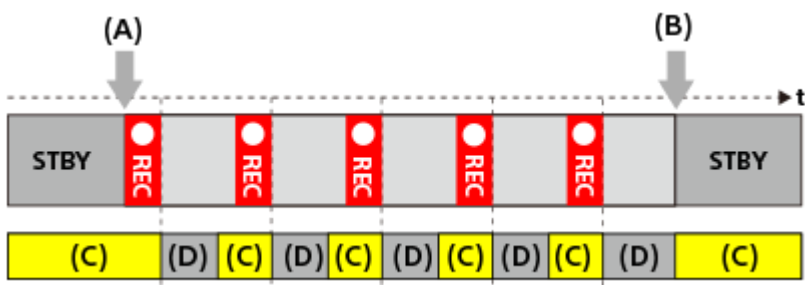 (A) (B)
t
STBY REC REC REC REC REC STBY
(C) (D) (C) (D) (C) (D) (C) (D) (C) (D) (C)